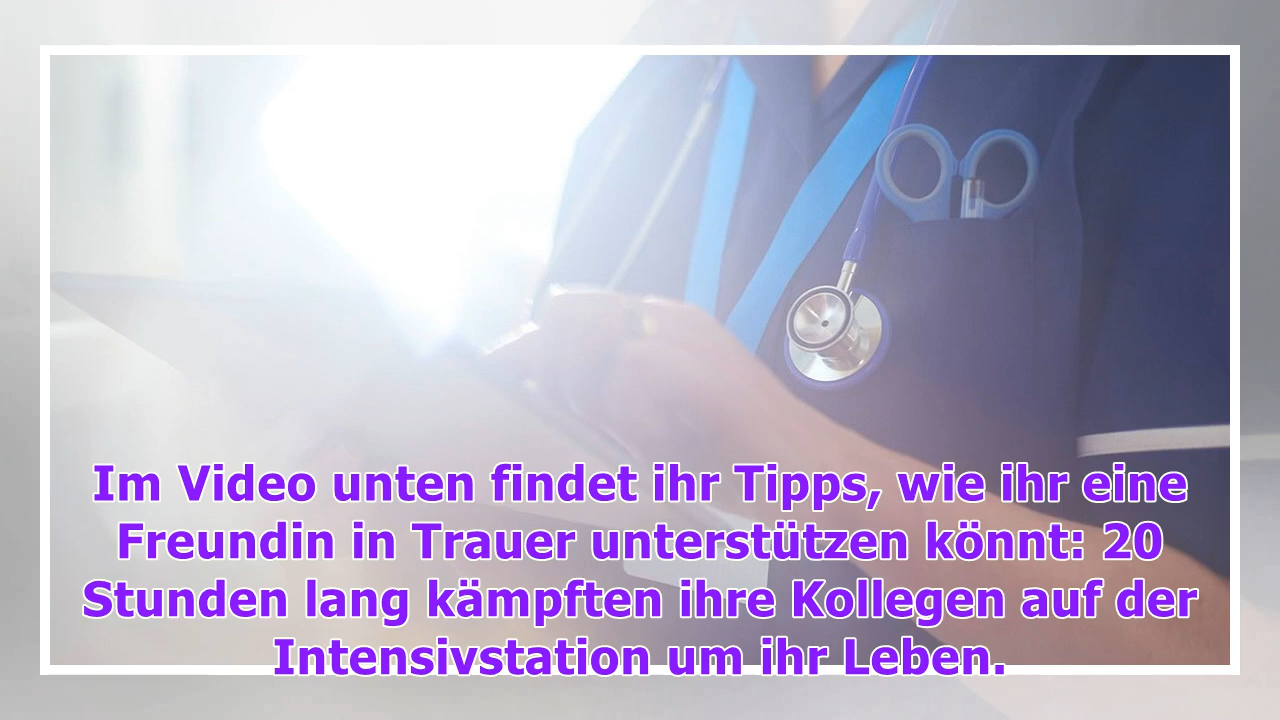 Im Video unten findet ihr Tipps, wie ihr eine
Freundin in Trauer unterstützen könnt: 20
Stunden lang kämpften ihre Kollegen auf der
Intensivstation um ihr Leben.